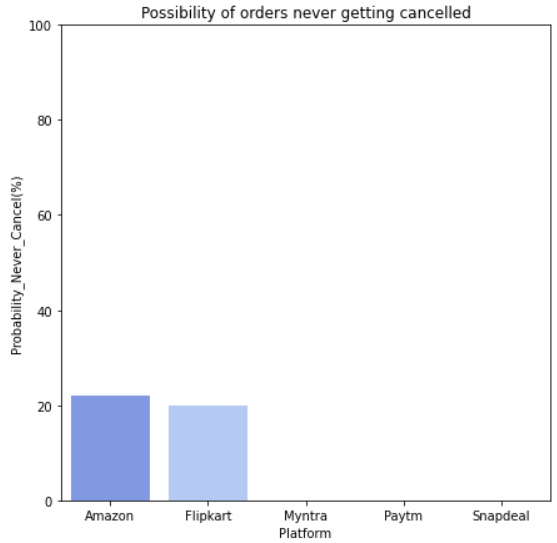 Possibility of orders never getting cancelled
100
80
60
40
20
0
Probability_Never_Cancel(%)
Amazon Flipkart Myntra Paytm Snapdeal
Platform